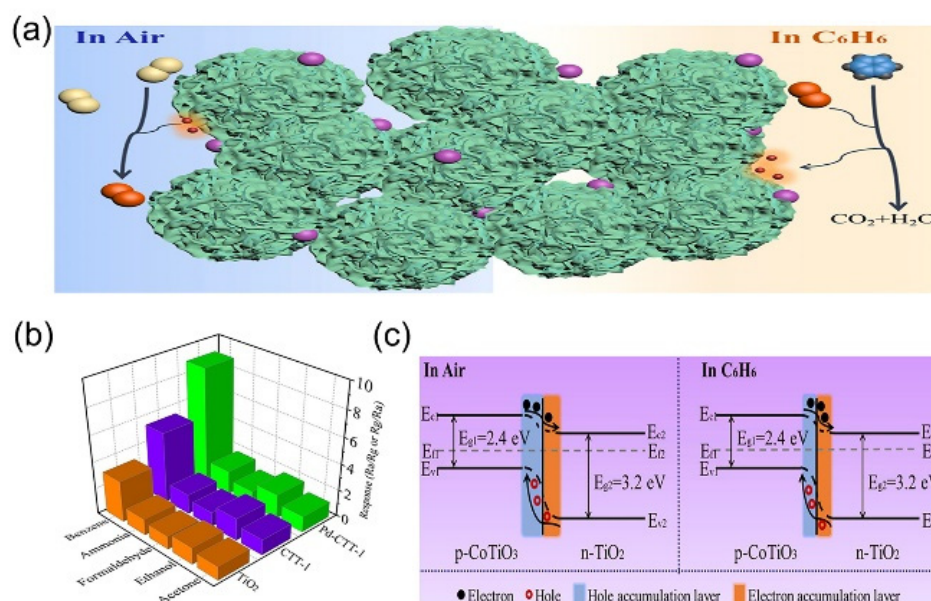 (a)
In Air
In C₆H₆
CO₂+H₂O
(b)
10
8
6
4
2
0
Response (Ra/Rg or Rg/Ra)
Benzene
Ammonia
Formaldehyde
Ethanol
Acetone
TiO₂
CTT-1
Pd-CTT-1
(c)
In Air
In C₆H₆
Ec1
Eg1=2.4 eV
Ef1
Ev1
Ec2
Ef2
Eg2=3.2 eV
Ev2
p-CoTiO₃
n-TiO₂
Ec1
Eg1=2.4 eV
Ef1
Ev1
Eg2=3.2 eV
p-CoTiO₃
n-TiO₂
Electron
Hole
Hole accumulation layer
Electron accumulation layer